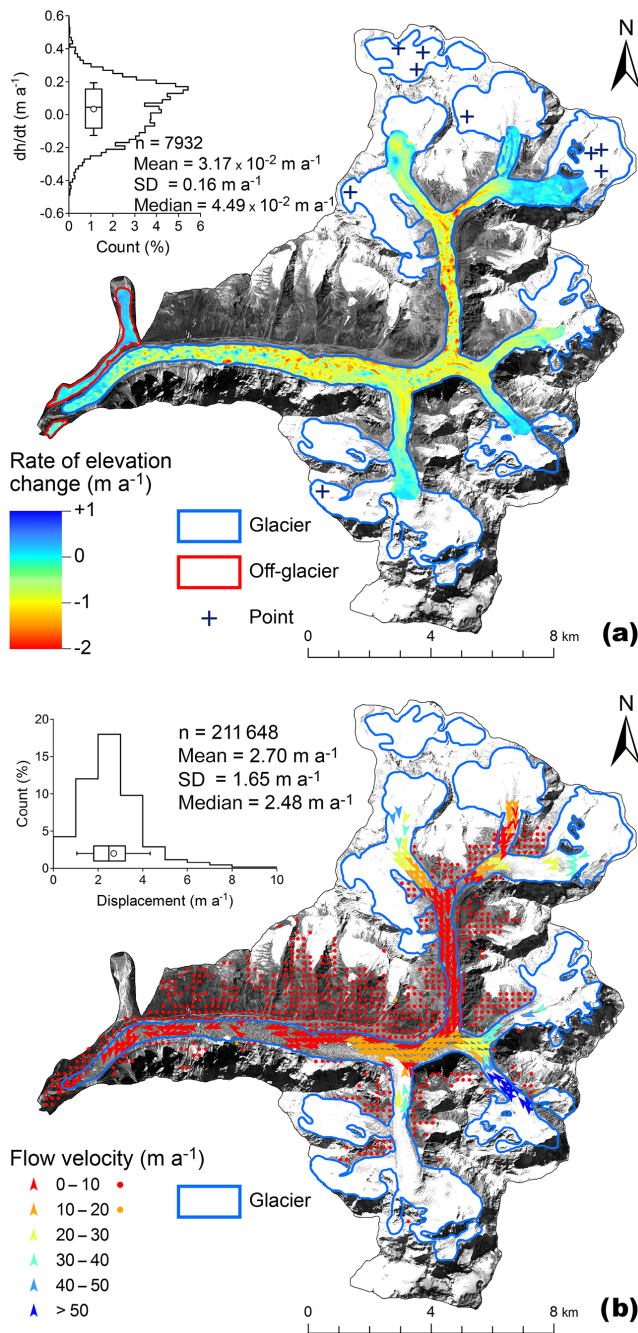 0.6
0.4
0.2
0.0
-0.2
-0.4
-0.6
dh/dt (m a⁻¹)
n = 7932
Mean = 3.17 x 10⁻² m a⁻¹
SD = 0.16 m a⁻¹
Median = 4.49 x 10⁻² m a⁻¹
0 1 2 3 4 5 6
Count (%)
N
Rate of elevation
change (m a⁻¹)
+1
0
-1
-2
Glacier
Off-glacier
Point
0 4 8 km
(a)
20
15
10
5
0
Count (%)
n = 211 648
Mean = 2.70 m a⁻¹
SD = 1.65 m a⁻¹
Median = 2.48 m a⁻¹
0 2 4 6 8 10
Displacement (m a⁻¹)
N
Flow velocity (m a⁻¹)
0 – 10
10 – 20
20 – 30
30 – 40
40 – 50
> 50
Glacier
0 4 8 km
(b)